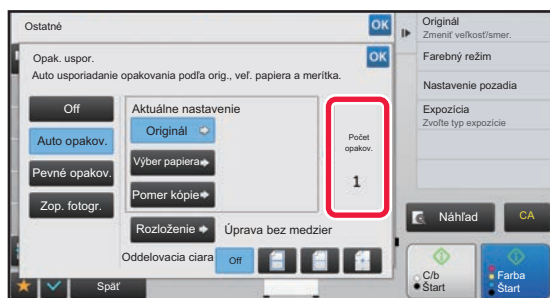 Ostatné
OK
Opak. uspor.
OK
Auto usporiadanie opakovania podľa orig., veľ. papiera a merítka.
Off
Auto opakov.
Pevné opakov.
Zop. fotogr.
Aktuálne nastavenie
Originál
Výber papiera
Pomer kópie
Rozloženie
Úprava bez medzier
Oddelovacia ciara
Off
Počet
opakov.
1
Späť
Originál
Zmeniť veľkosť/smer.
Farebný režim
Nastavenie pozadia
Expozícia
Zvoľte typ expozície
Náhľad
CA
C/b
Štart
Farba
Štart